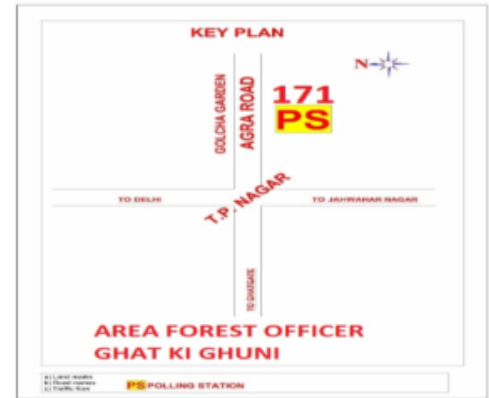 KEY PLAN
N
GOLCHA GARDEN
AGRA ROAD
171
PS
T.P. NAGAR
TO DELHI
TO JAHWAHAR NAGAR
TO GHATGATE
AREA FOREST OFFICER
GHAT KI GHUNI
a) Land marks
b) Road names
c) Traffic flow
PS POLLING STATION